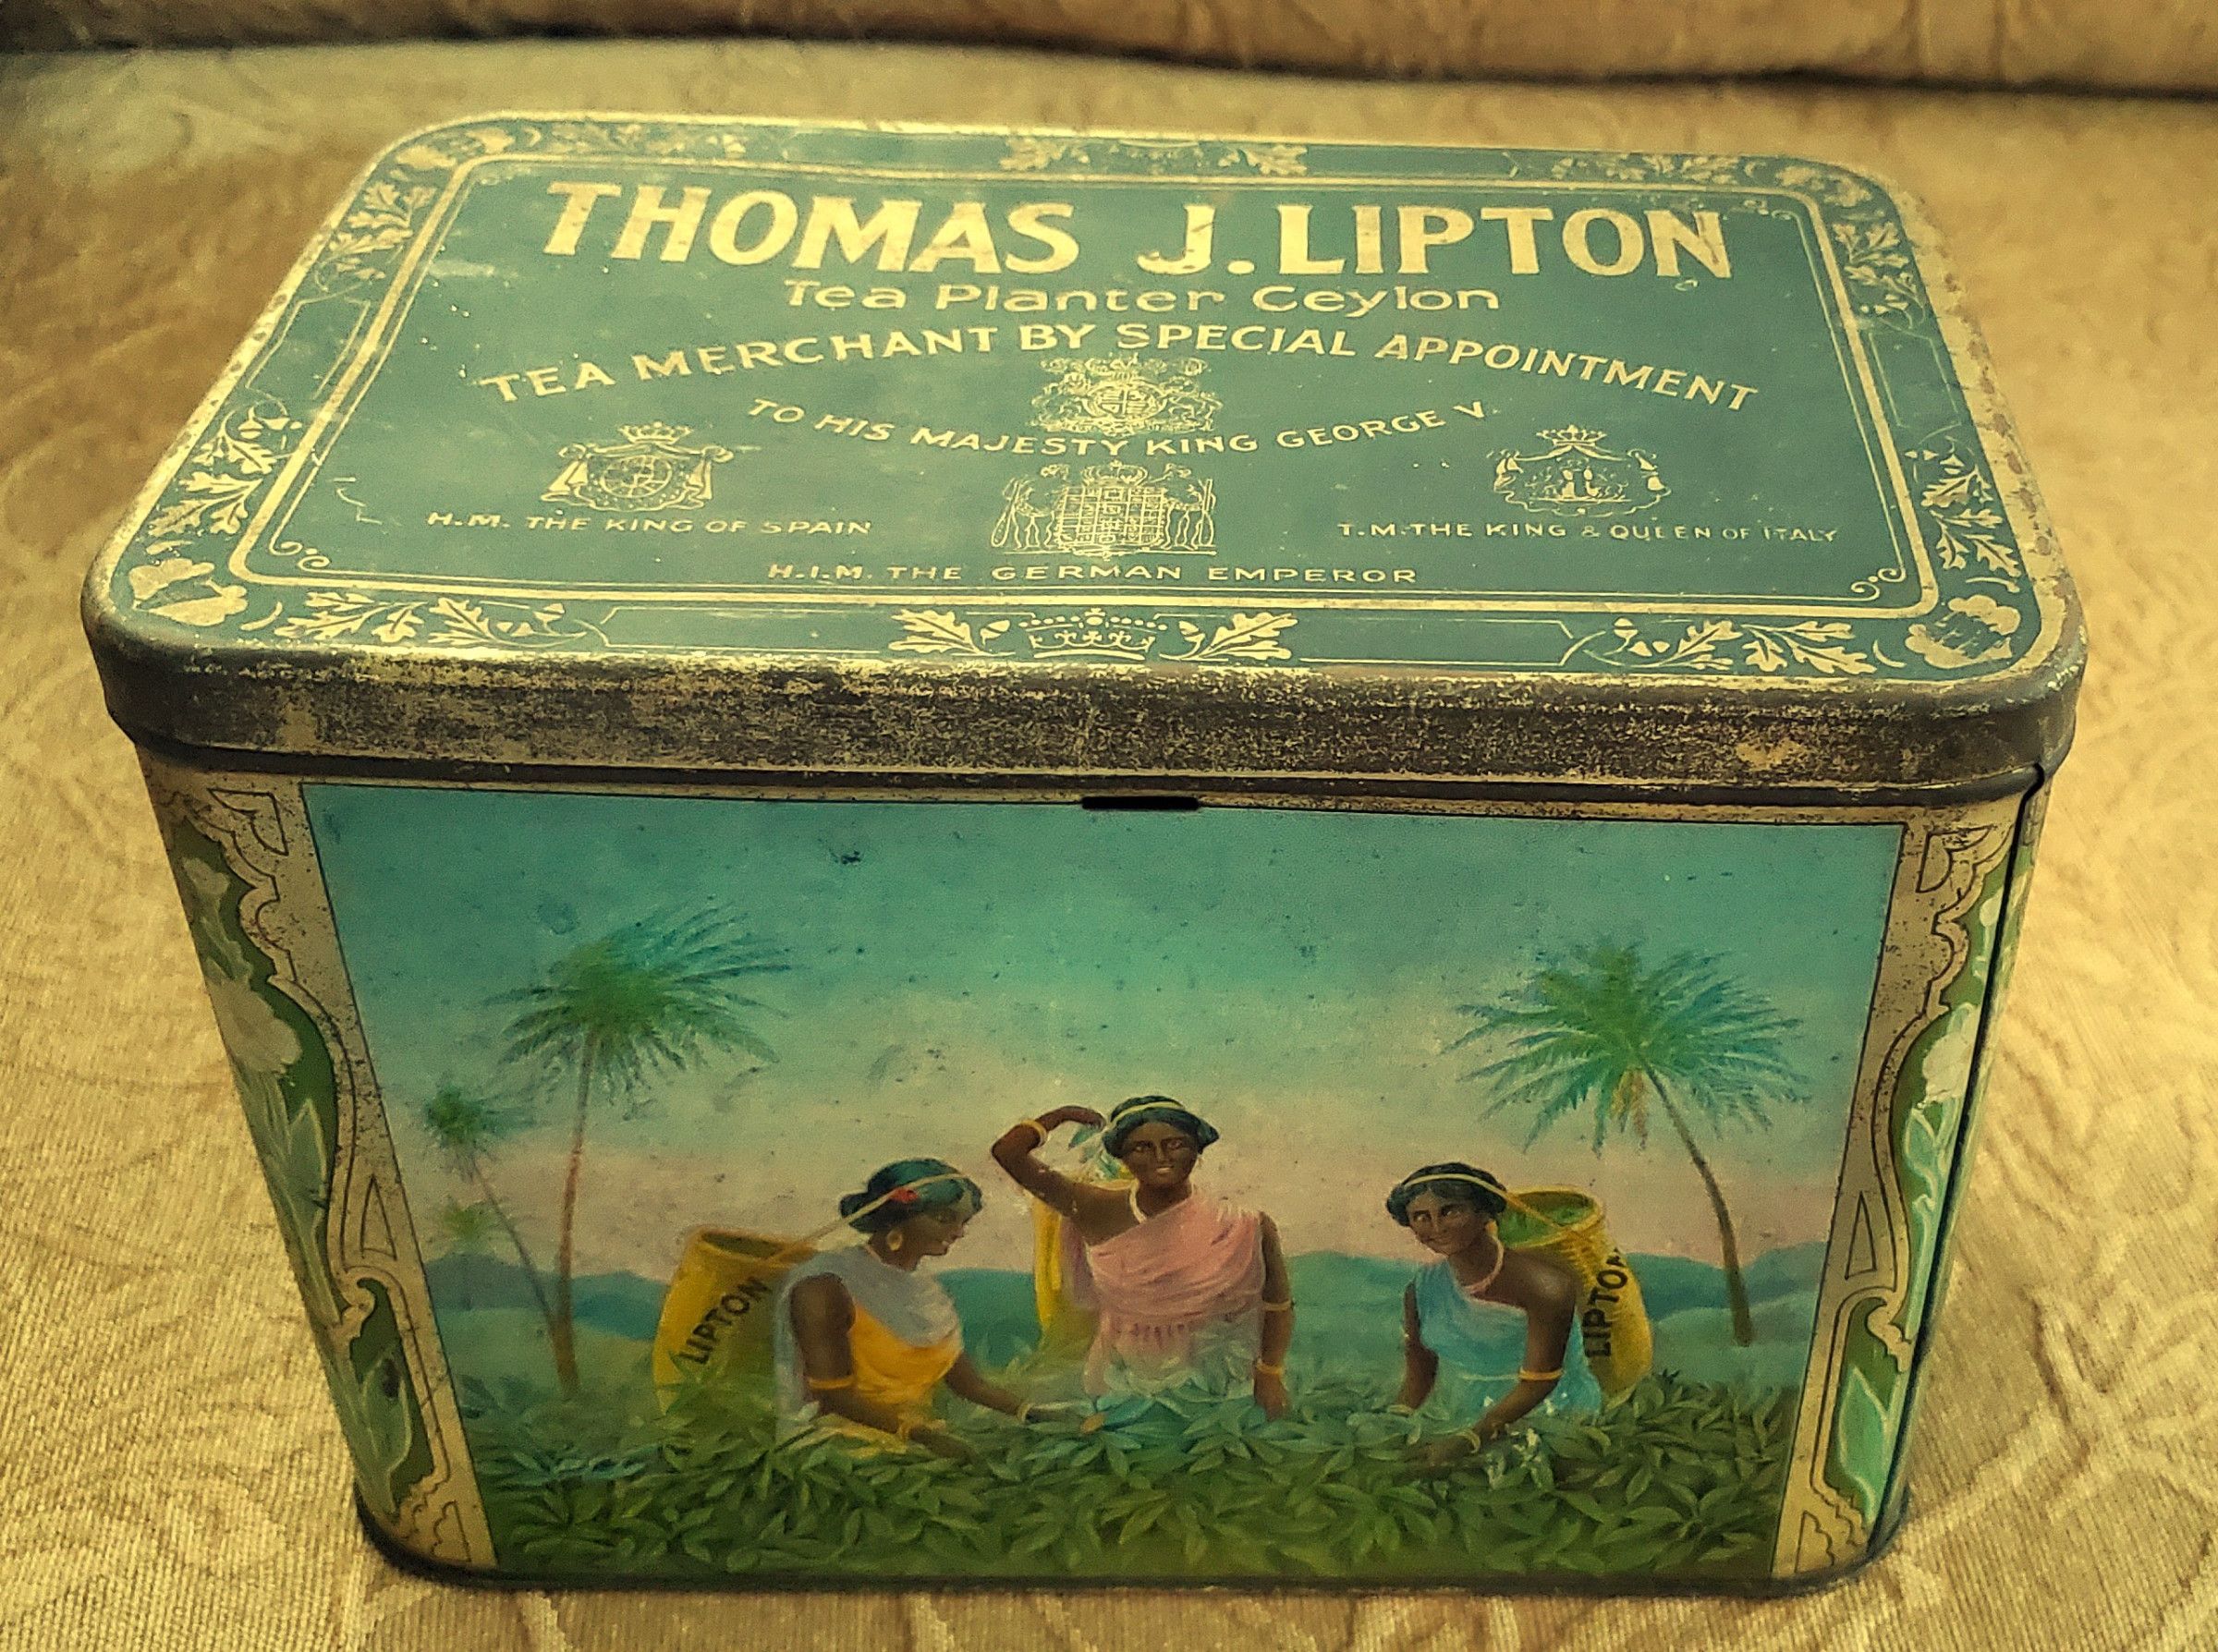 THOMAS J. LIPTON
Tea Planter Ceylon
TEA MERCHANT BY SPECIAL APPOINTMENT
TO HIS MAJESTY KING GEORGE V.
H.M. THE KING OF SPAIN
T.M. THE KING & QUEEN OF ITALY
H.I.M. THE GERMAN EMPEROR
LIPTON
LIPTON